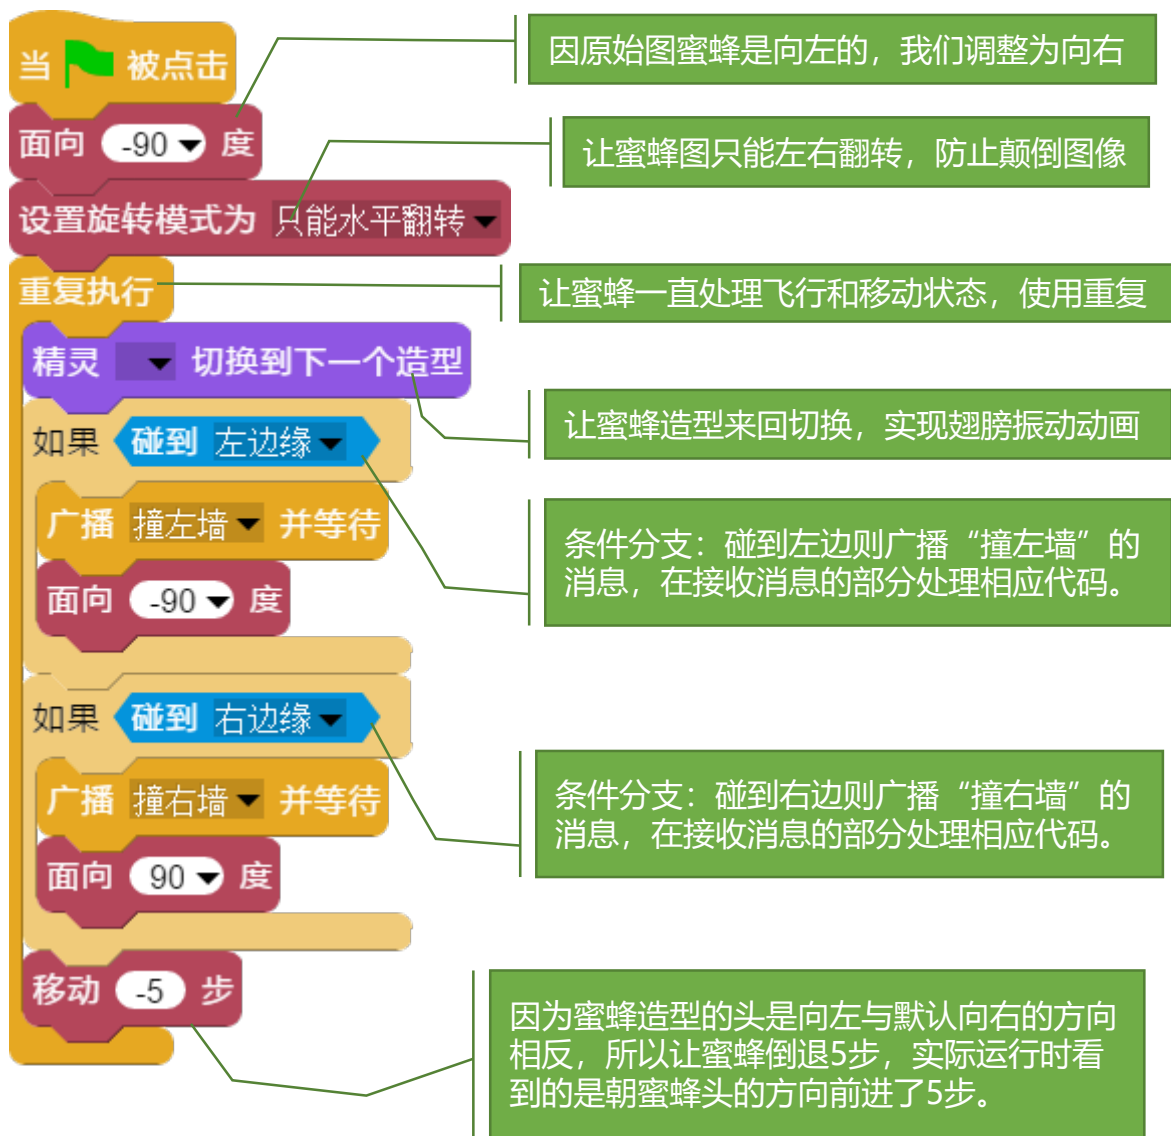 当 被点击
因原始图蜜蜂是向左的，我们调整为向右
面向 -90 度
让蜜蜂图只能左右翻转，防止颠倒图像
设置旋转模式为 只能水平翻转
重复执行
让蜜蜂一直处理飞行和移动状态，使用重复
精灵 切换到下一个造型
让蜜蜂造型来回切换，实现翅膀振动动画
如果 碰到 左边缘
广播 撞左墙 并等待
面向 -90 度
条件分支：碰到左边则广播“撞左墙”的
消息，在接收消息的部分处理相应代码。
如果 碰到 右边缘
广播 撞右墙 并等待
面向 90 度
条件分支：碰到右边则广播“撞右墙”的
消息，在接收消息的部分处理相应代码。
移动 -5 步
因为蜜蜂造型的头是向左与默认向右的方向
相反，所以让蜜蜂倒退5步，实际运行时看
到的是朝蜜蜂头的方向前进了5步。